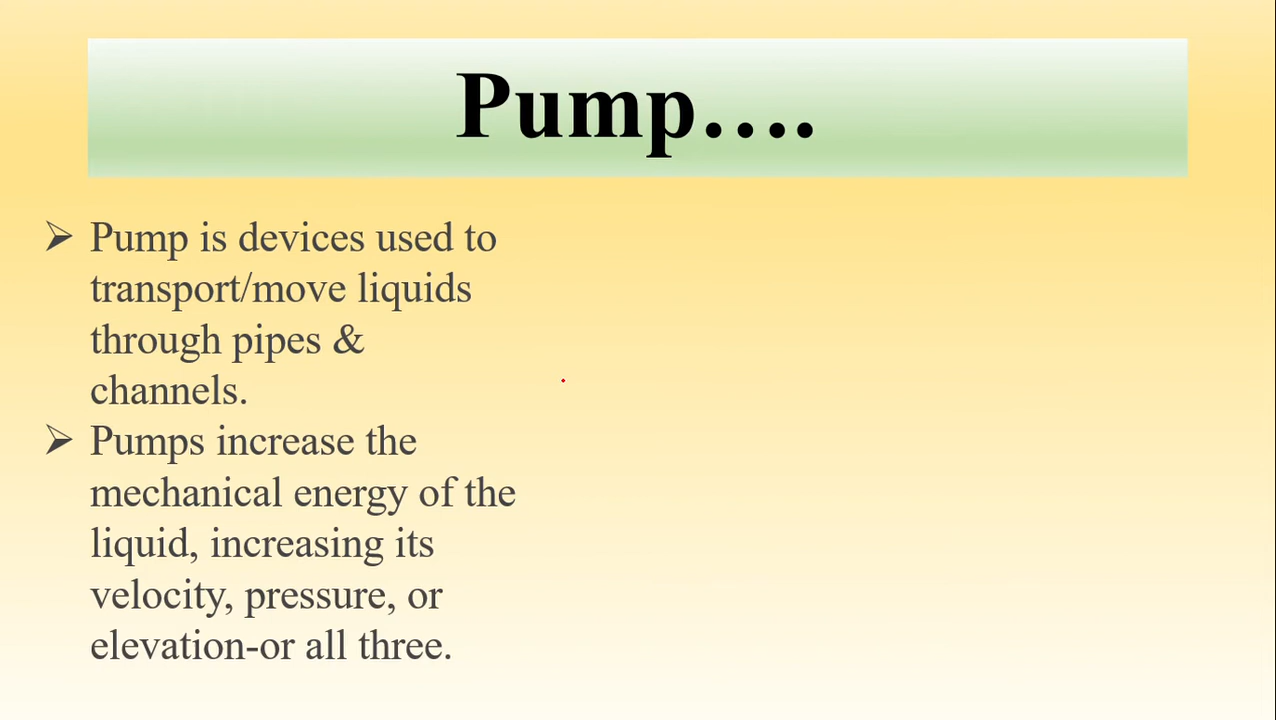 Pump....
➢ Pump is devices used to
transport/move liquids
through pipes &
channels.
➢ Pumps increase the
mechanical energy of the
liquid, increasing its
velocity, pressure, or
elevation-or all three.